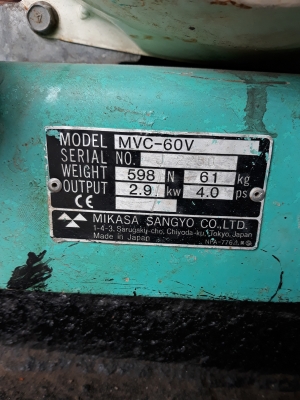 MODEL MVC-60V
SERIAL NO.
WEIGHT 598 N 61 kg
OUTPUT 2.9 kw 4.0 ps
CE
MIKASA SANGYO CO., LTD.
1-4-3, Sarugaku-cho, Chiyoda-ku, Tokyo, Japan
Made in Japan